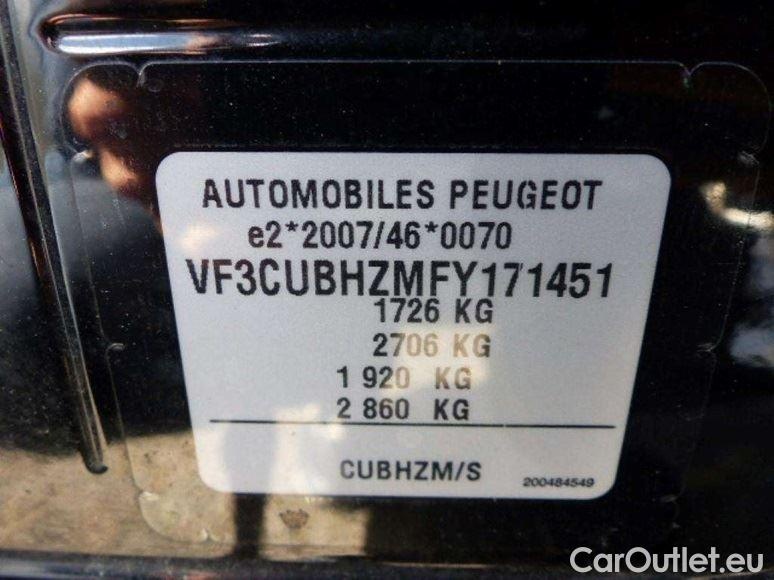 AUTOMOBILES PEUGEOT
e2*2007/46*0070
VF3CUBHZMFY171451
1726 KG
2706 KG
1 920 KG
2 860 KG
CUBHZM/S
200484549
CarOutlet.eu